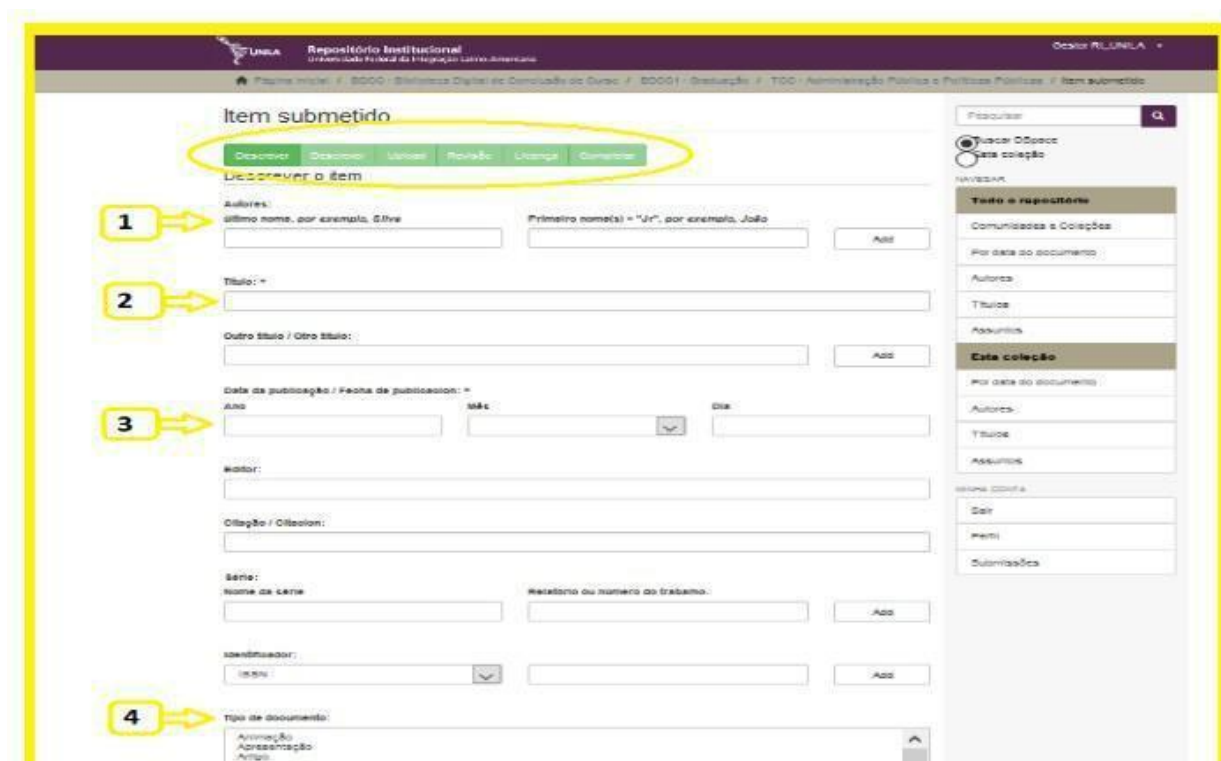 UNILA
Repositório Institucional
Universidade Federal da Integração Latino-Americana
Gestor RI_UNILA
Página inicial / BDCC - Biblioteca Digital de Conclusão de Curso / BDCC1 - Graduação / TCC - Administração Pública e Políticas Públicas / Item submetido
Item submetido
Descrever Descrever Upload Revisão Licença Completar
Descrever o item
1
Autores:
último nome, por exemplo, Silva Primeiro nome(s) + "Jr", por exemplo, João
Add
2
Título: *
Outro título / Otro título:
Add
3
Data da publicação / Fecha de publicacion: *
Ano Mês Dia
Editor:
Citação / Citacion:
Série:
Nome da série Relatório ou número do trabalho.
Add
Identificador:
ISSN Add
4
Tipo de documento:
Animação
Apresentação
Artigo
Pesquisar
Buscar DSpace
Esta coleção
NAVEGAR
Todo o repositório
Comunidades e Coleções
Por data do documento
Autores
Títulos
Assuntos
Esta coleção
Por data do documento
Autores
Títulos
Assuntos
MINHA CONTA
Sair
Perfil
Submissões